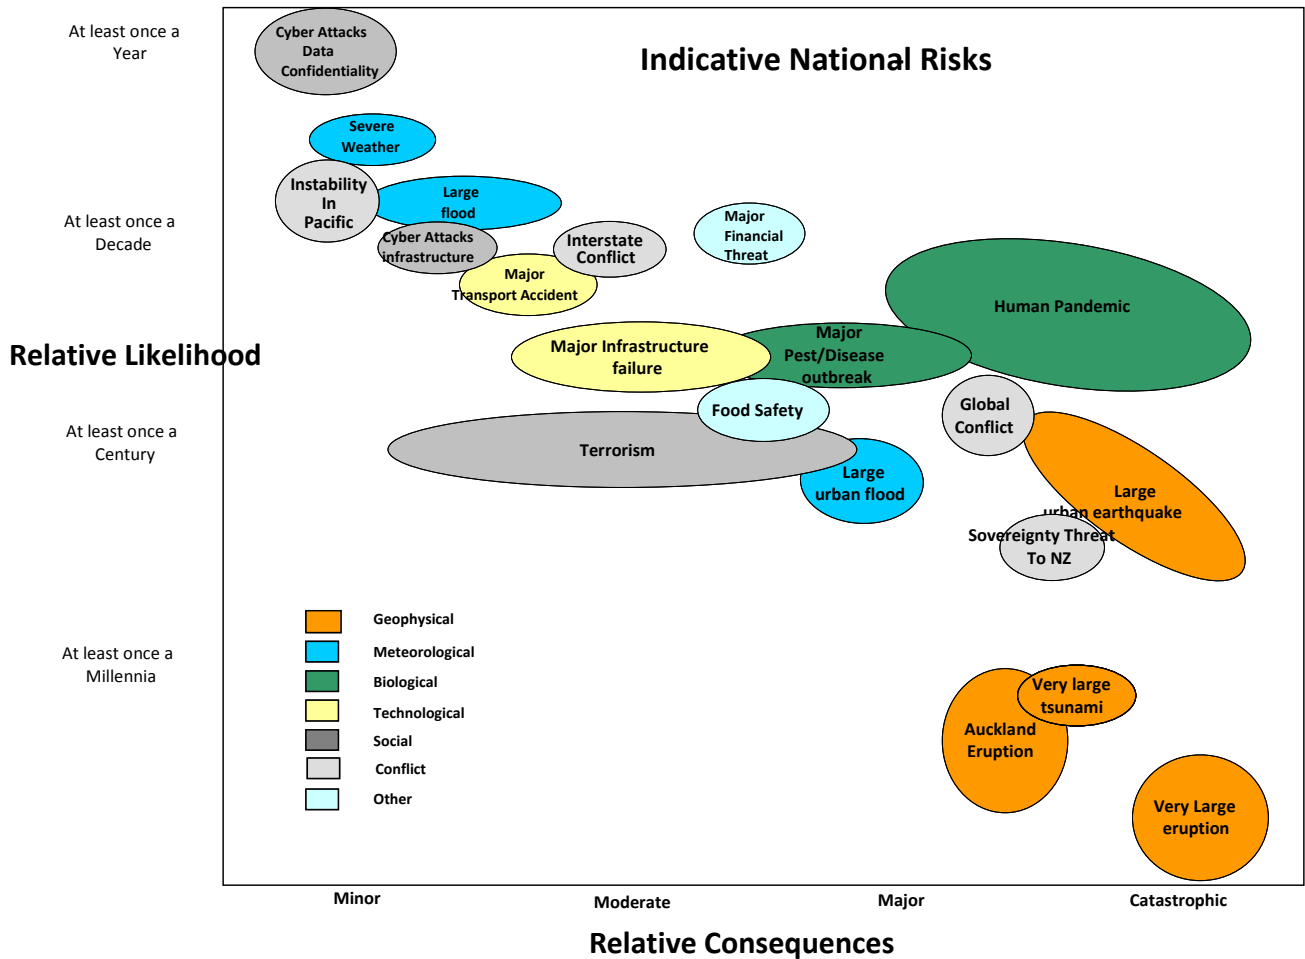 At least once a
Year
Cyber Attacks
Data
Confidentiality
Indicative National Risks
Severe
Weather
Instability
In
Pacific
Large
flood
At least once a
Decade
Cyber Attacks
infrastructure
Interstate
Conflict
Major
Financial
Threat
Major
Transport Accident
Human Pandemic
Relative Likelihood
Major Infrastructure
failure
Major
Pest/Disease
outbreak
Food Safety
Global
Conflict
At least once a
Century
Terrorism
Large
urban flood
Large
urban earthquake
Sovereignty Threat
To NZ
Geophysical
Meteorological
Biological
Technological
Social
Conflict
Other
At least once a
Millennia
Very large
tsunami
Auckland
Eruption
Very Large
eruption
Minor
Moderate
Major
Catastrophic
Relative Consequences